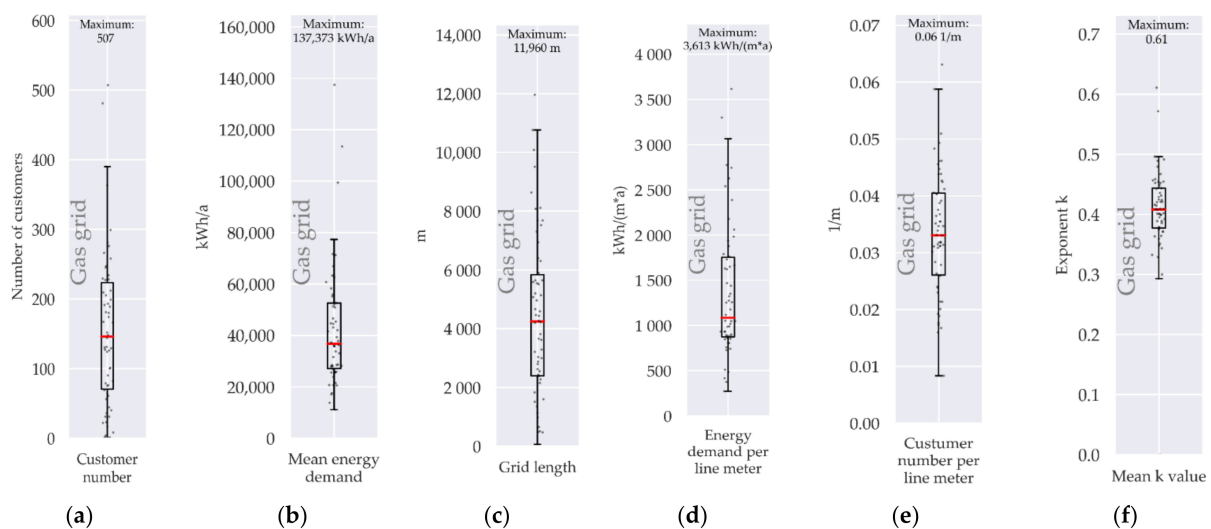 Number of customers
600
500
400
300
200
100
0
Maximum:
507
Gas grid
Customer
number
(a)
kWh/a
160,000
140,000
120,000
100,000
80,000
60,000
40,000
20,000
0
Maximum:
137,373 kWh/a
Gas grid
Mean energy
demand
(b)
m
14,000
12,000
10,000
8 000
6 000
4 000
2 000
0
Maximum:
11,960 m
Gas grid
Grid length
(c)
kWh/(m*a)
4 000
3 500
3 000
2 500
2 000
1 500
1 000
500
0
Maximum:
3,613 kWh/(m*a)
Gas grid
Energy
demand per
line meter
(d)
1/m
0.07
0.06
0.05
0.04
0.03
0.02
0.01
0.00
Maximum:
0.06 1/m
Gas grid
Custumer
number per
line meter
(e)
Exponent k
0.7
0.6
0.5
0.4
0.3
0.2
0.1
0.0
Maximum:
0.61
Gas grid
Mean k value
(f)